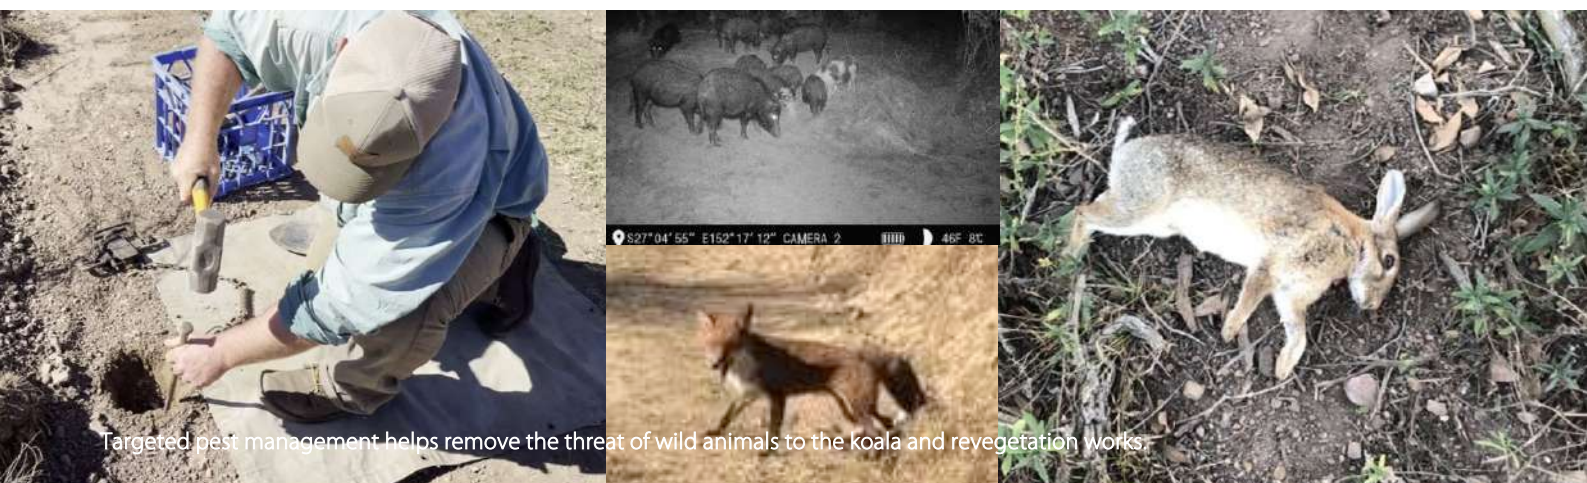 S27°04'55" E152°17'12" CAMERA 2 46F 8℃
Targeted pest management helps remove the threat of wild animals to the koala and revegetation works.